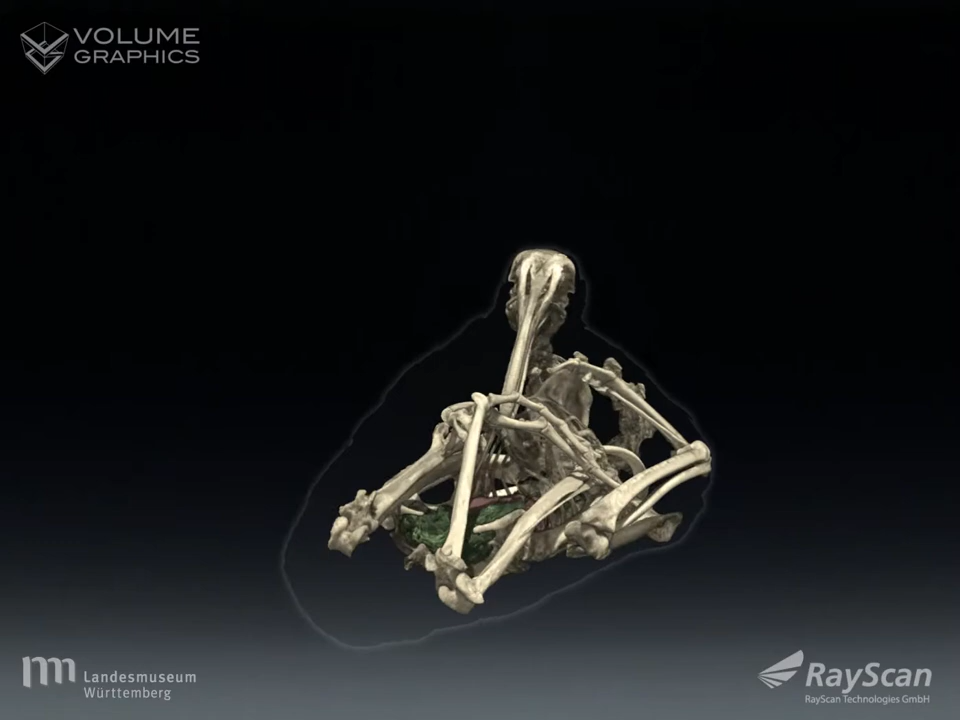 VOLUME
GRAPHICS
Landesmuseum
Württemberg
RayScan
RayScan Technologies GmbH